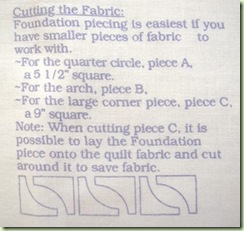 Cutting the Fabric:
Foundation piecing is easiest if you
have smaller pieces of fabric to
work with.
~For the quarter circle, piece A,
a 5 1/2" square.
~For the arch, piece B,
~For the large corner piece, piece C,
a 9" square.
Note: When cutting piece C, it is
possible to lay the Foundation
piece onto the quilt fabric and cut
around it to save fabric.